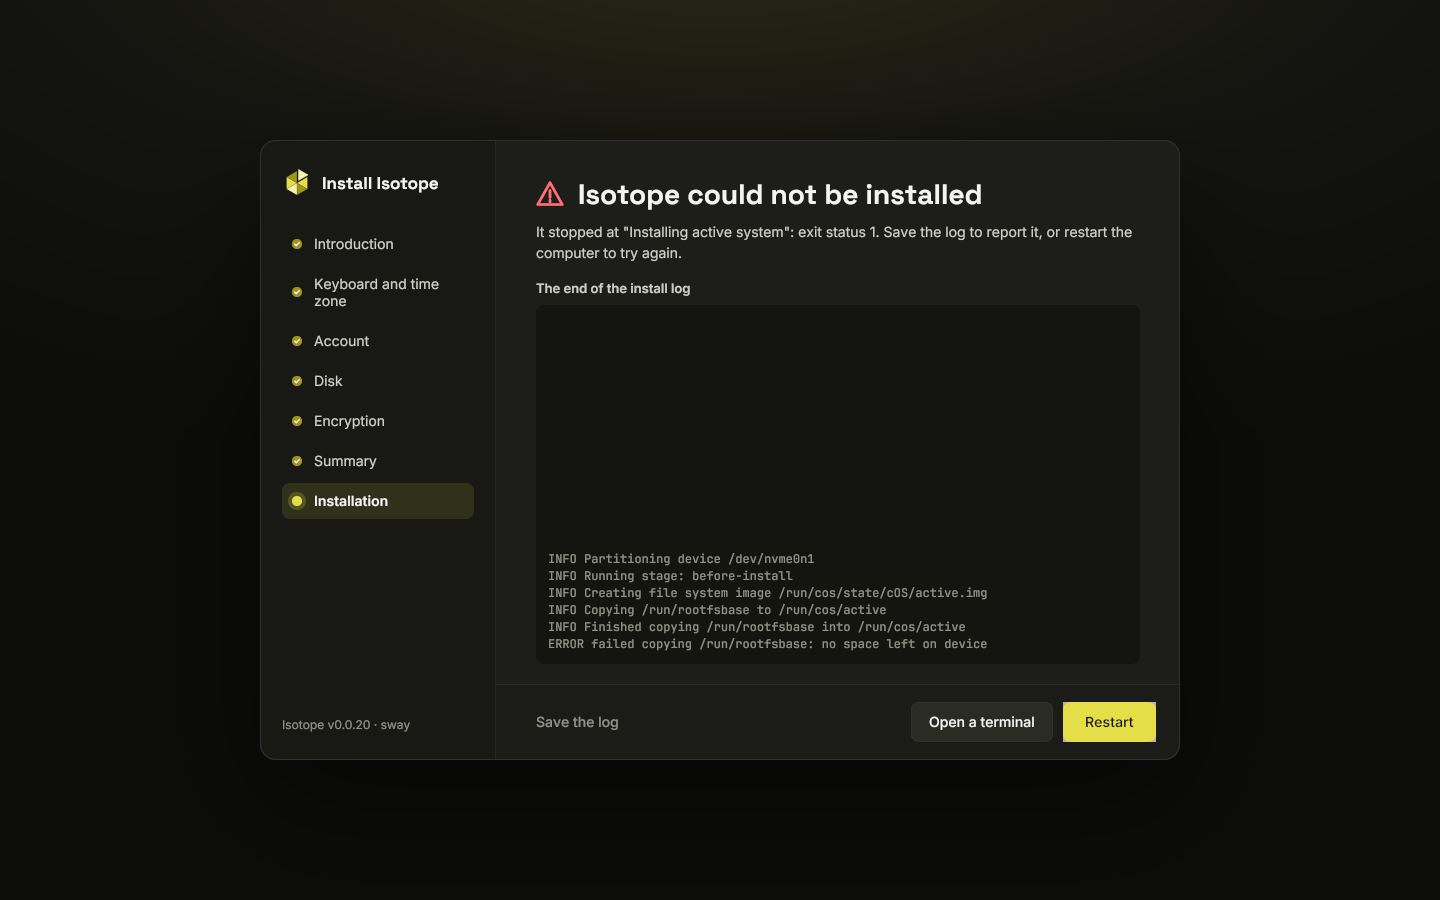 Install Isotope
Introduction
Keyboard and time
zone
Account
Disk
Encryption
Summary
Installation
Isotope v0.0.20 · sway
Isotope could not be installed
It stopped at "Installing active system": exit status 1. Save the log to report it, or restart the
computer to try again.
The end of the install log
INFO Partitioning device /dev/nvme0n1
INFO Running stage: before-install
INFO Creating file system image /run/cos/state/cOS/active.img
INFO Copying /run/rootfsbase to /run/cos/active
INFO Finished copying /run/rootfsbase into /run/cos/active
ERROR failed copying /run/rootfsbase: no space left on device
Save the log
Open a terminal
Restart